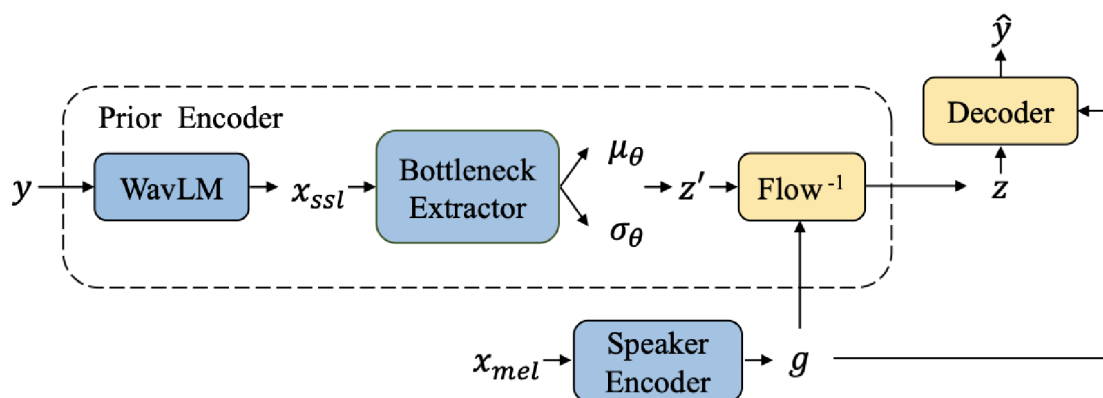 ŷ
Decoder
Prior Encoder
y WavLM x_ssl Bottleneck Extractor μ_θ σ_θ z′ Flow⁻¹ z
x_mel Speaker Encoder g